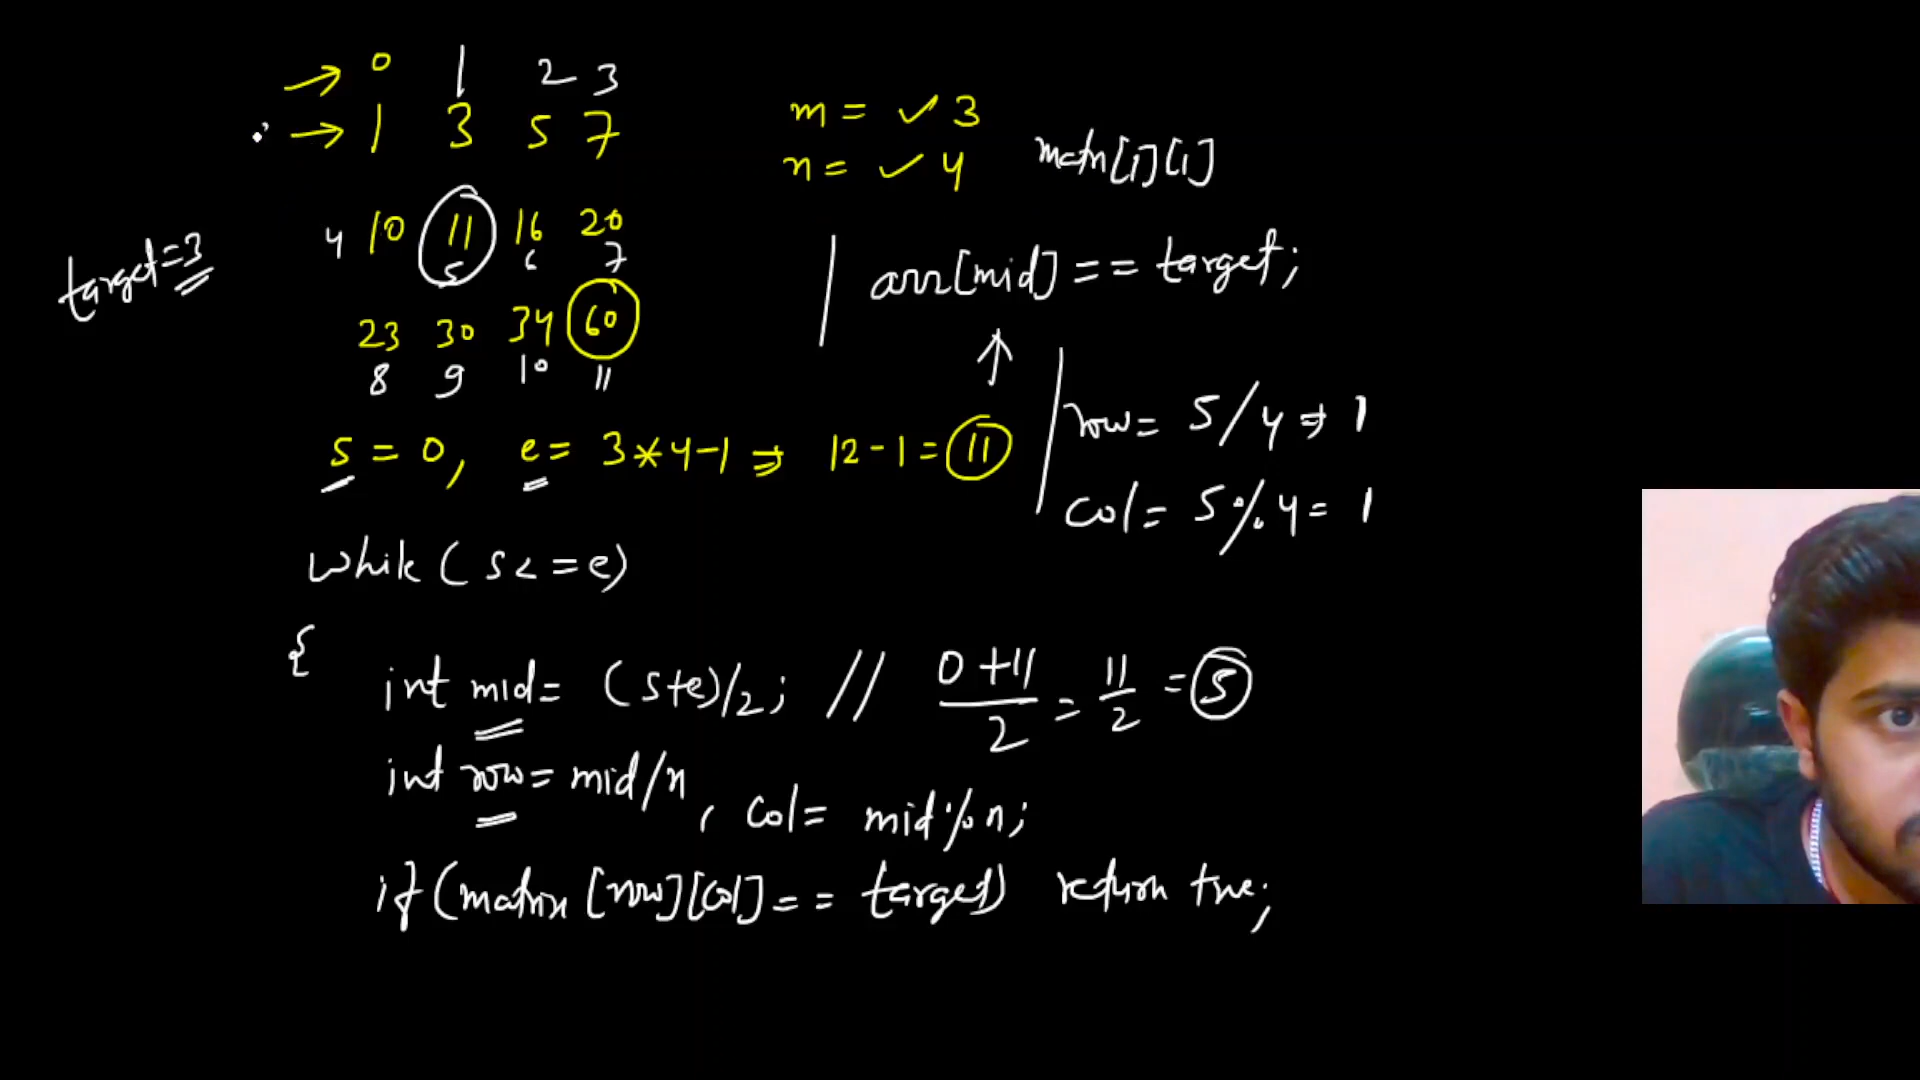 → 0 1 2 3
→ 1 3 5 7
m = ✓ 3
n = ✓ 4
matrix[1][1]
target=3
4 10 11 16 20
5 6 7
arr[mid] == target;
↑
23 30 34 60
8 9 10 11
row = 5/4 ⇒ 1
col = 5%4 = 1
s = 0, e = 3*4-1 ⇒ 12-1 = 11
while (s<=e)
{
int mid = (s+e)/2; // 0+11/2 = 11/2 = 5
int row = mid/n, col = mid%n;
if (matrix[row][col] == target) return true;